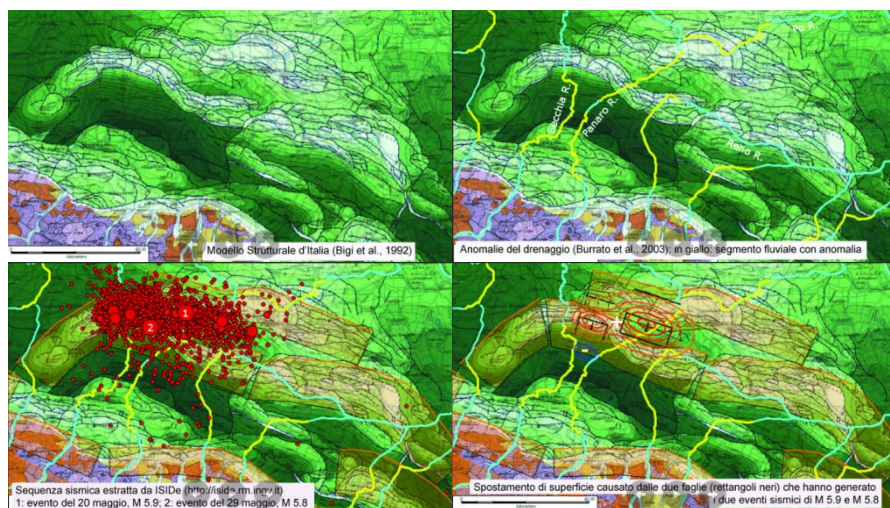 Modello Strutturale d'Italia (Bigi et al., 1992)
Secchia R.
Panaro R.
Po R.
Reno R.
Anomalie del drenaggio (Burrato et al., 2003): in giallo: segmento fluviale con anomalia
1
2
Sequenza sismica estratta da ISIDe (http://iside.rm.ingv.it)
1: evento del 20 maggio, M 5.9; 2: evento del 29 maggio, M 5.8
Spostamento di superficie causato dalle due faglie (rettangoli neri) che hanno generato
i due eventi sismici di M 5.9 e M 5.8